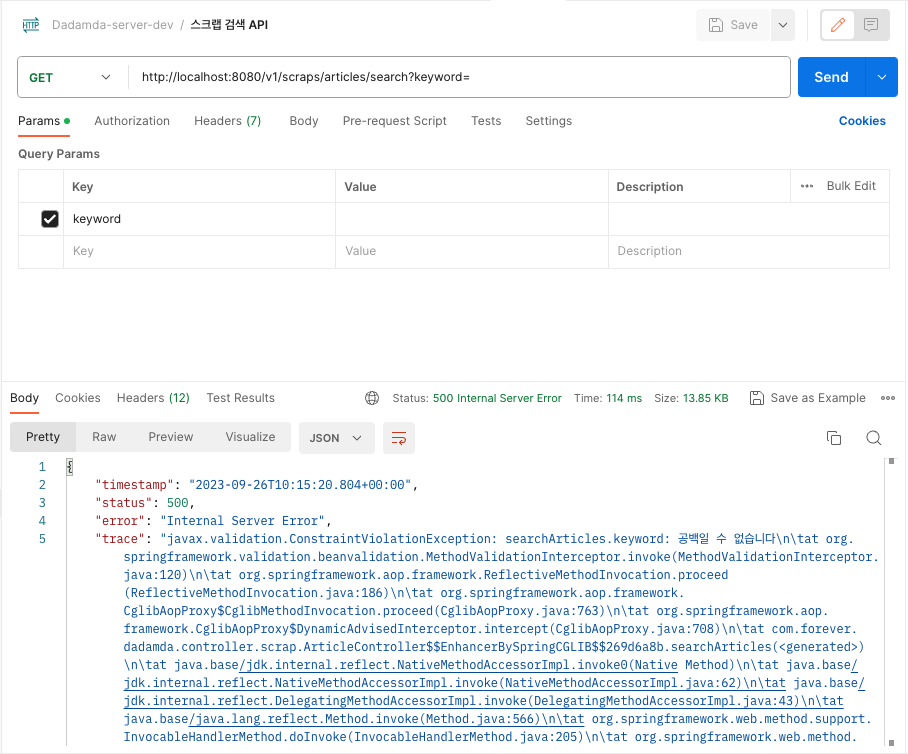 HTTP Dadamda-server-dev / 스크랩 검색 API Save
GET http://localhost:8080/v1/scraps/articles/search?keyword= Send
Params Authorization Headers (7) Body Pre-request Script Tests Settings Cookies
Query Params
Key Value Description ••• Bulk Edit
keyword
Key Value Description
Body Cookies Headers (12) Test Results Status: 500 Internal Server Error Time: 114 ms Size: 13.85 KB Save as Example •••
Pretty Raw Preview Visualize JSON
1 {
2 "timestamp": "2023-09-26T10:15:20.804+00:00",
3 "status": 500,
4 "error": "Internal Server Error",
5 "trace": "javax.validation.ConstraintViolationException: searchArticles.keyword: 공백일 수 없습니다\n\tat org.
springframework.validation.beanvalidation.MethodValidationInterceptor.invoke(MethodValidationInterceptor.
java:120)\n\tat org.springframework.aop.framework.ReflectiveMethodInvocation.proceed
(ReflectiveMethodInvocation.java:186)\n\tat org.springframework.aop.framework.
CglibAopProxy$CglibMethodInvocation.proceed(CglibAopProxy.java:763)\n\tat org.springframework.aop.
framework.CglibAopProxy$DynamicAdvisedInterceptor.intercept(CglibAopProxy.java:708)\n\tat com.forever.
dadamda.controller.scrap.ArticleController$$EnhancerBySpringCGLIB$$269d6a8b.searchArticles(<generated>)
\n\tat java.base/jdk.internal.reflect.NativeMethodAccessorImpl.invoke0(Native Method)\n\tat java.base/
jdk.internal.reflect.NativeMethodAccessorImpl.invoke(NativeMethodAccessorImpl.java:62)\n\tat java.base/
jdk.internal.reflect.DelegatingMethodAccessorImpl.invoke(DelegatingMethodAccessorImpl.java:43)\n\tat
java.base/java.lang.reflect.Method.invoke(Method.java:566)\n\tat org.springframework.web.method.support.
InvocableHandlerMethod.doInvoke(InvocableHandlerMethod.java:205)\n\tat org.springframework.web.method.